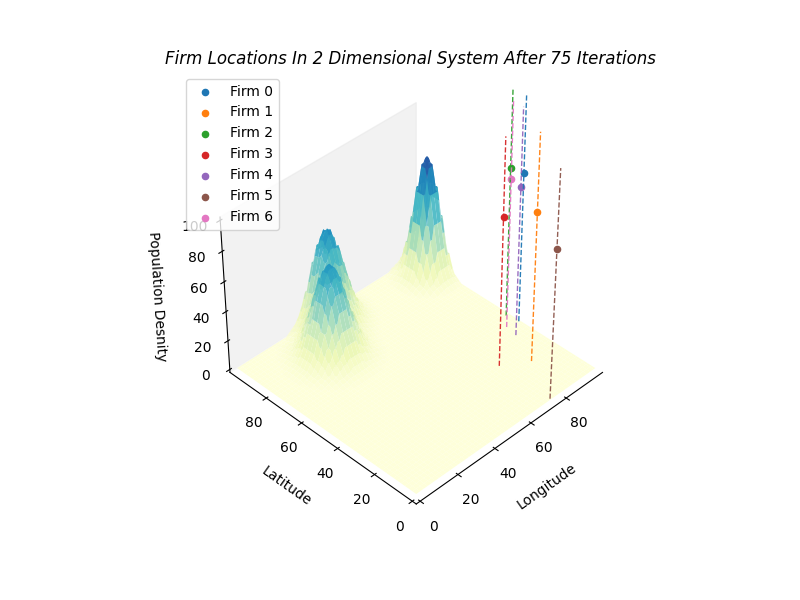 Firm Locations In 2 Dimensional System After 75 Iterations
Firm 0
Firm 1
Firm 2
Firm 3
Firm 4
Firm 5
Firm 6
Population Desnity
100
80
60
40
20
0
Latitude
80
60
40
20
0
Longitude
0
20
40
60
80